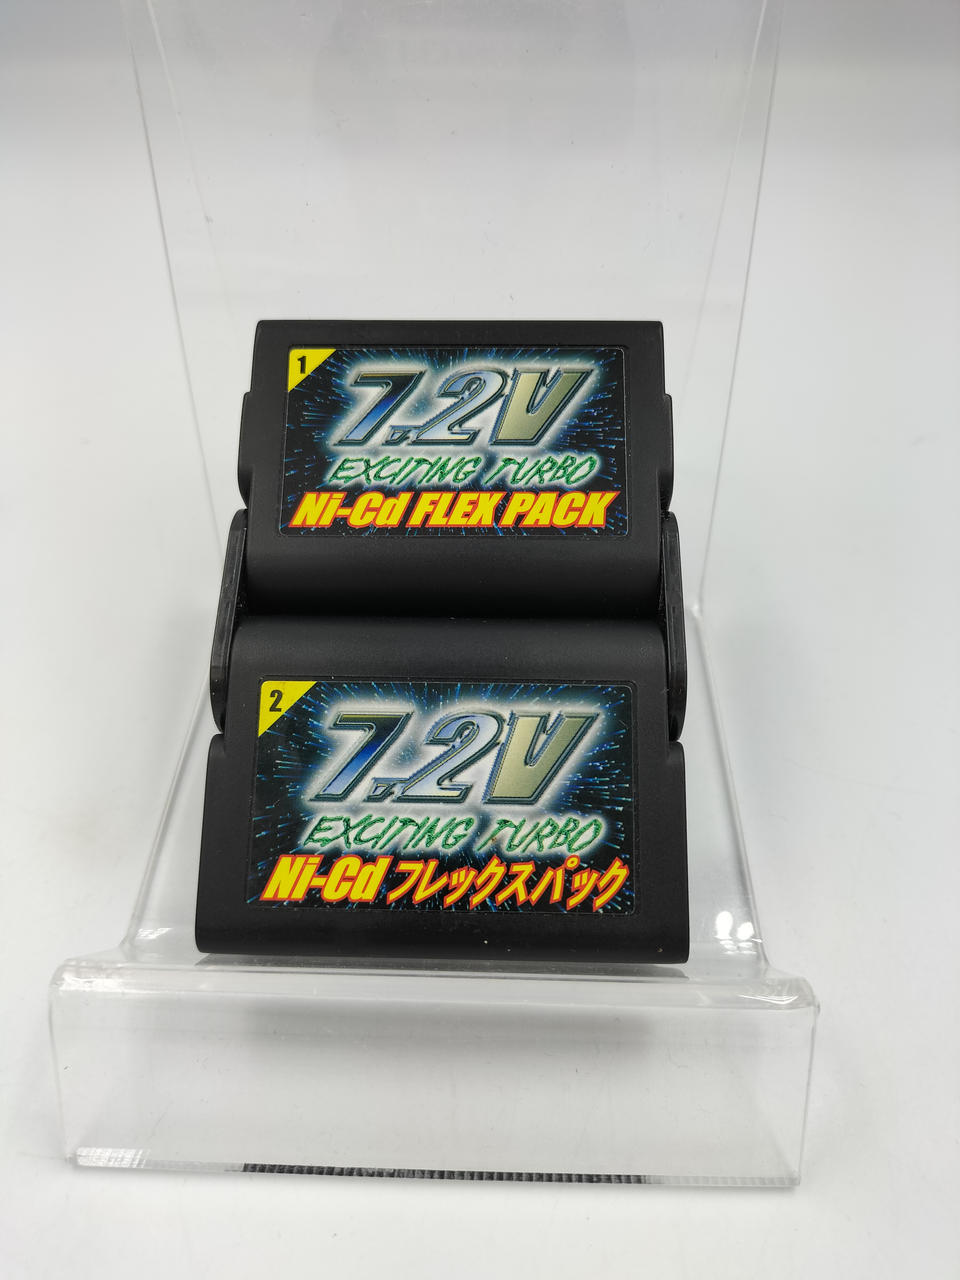 1
7.2V
EXCITING TURBO
Ni-Cd FLEX PACK
2
7.2V
EXCITING TURBO
Ni-Cd フレックスパック